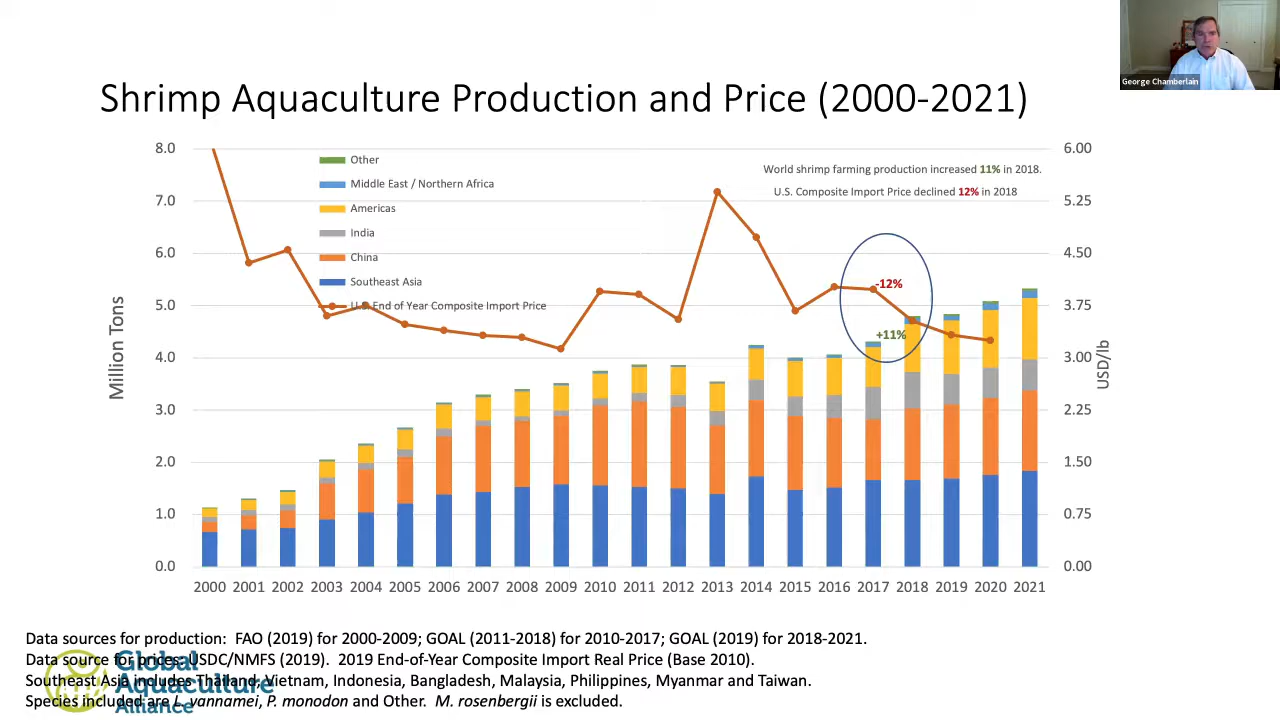 George Chamberlain
Shrimp Aquaculture Production and Price (2000-2021)
8.0
7.0
6.0
5.0
4.0
3.0
2.0
1.0
0.0
Million Tons
Other
Middle East / Northern Africa
Americas
India
China
Southeast Asia
U.S. End of Year Composite Import Price
World shrimp farming production increased 11% in 2018.
U.S. Composite Import Price declined 12% in 2018
-12%
+11%
6.00
5.25
4.50
3.75
3.00
2.25
1.50
0.75
0.00
USD/lb
2000 2001 2002 2003 2004 2005 2006 2007 2008 2009 2010 2011 2012 2013 2014 2015 2016 2017 2018 2019 2020 2021
Data sources for production: FAO (2019) for 2000-2009; GOAL (2011-2018) for 2010-2017; GOAL (2019) for 2018-2021.
Data source for prices: USDC/NMFS (2019). 2019 End-of-Year Composite Import Real Price (Base 2010).
Southeast Asia includes Thailand, Vietnam, Indonesia, Bangladesh, Malaysia, Philippines, Myanmar and Taiwan.
Species included are L. vannamei, P. monodon and Other. M. rosenbergii is excluded.
Global
Aquaculture
Alliance